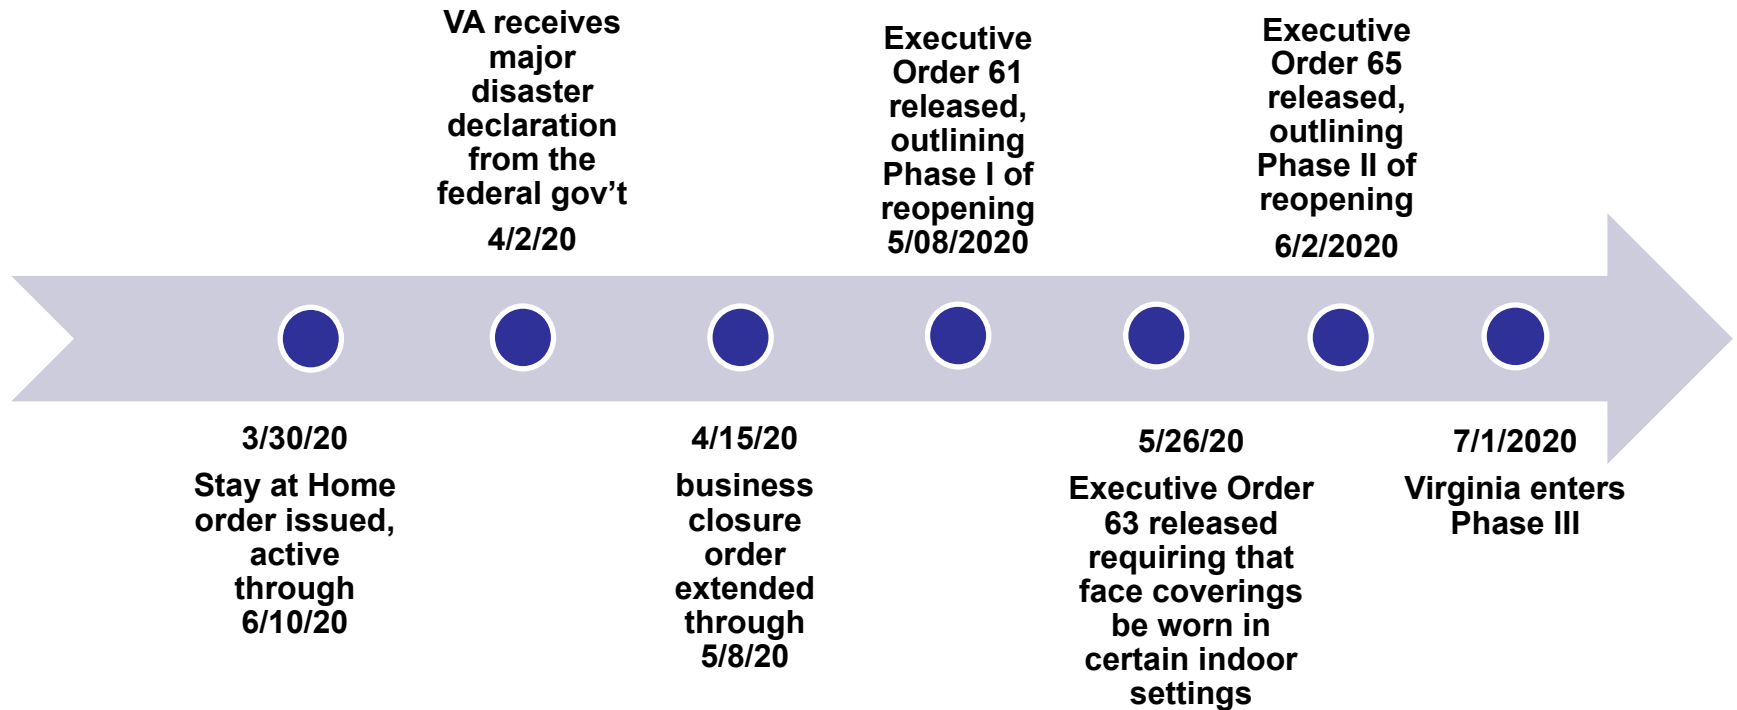 VA receives
major
disaster
declaration
from the
federal gov’t
4/2/20
Executive
Order 61
released,
outlining
Phase I of
reopening
5/08/2020
Executive
Order 65
released,
outlining
Phase II of
reopening
6/2/2020
3/30/20
Stay at Home
order issued,
active
through
6/10/20
4/15/20
business
closure
order
extended
through
5/8/20
5/26/20
Executive Order
63 released
requiring that
face coverings
be worn in
certain indoor
settings
7/1/2020
Virginia enters
Phase III